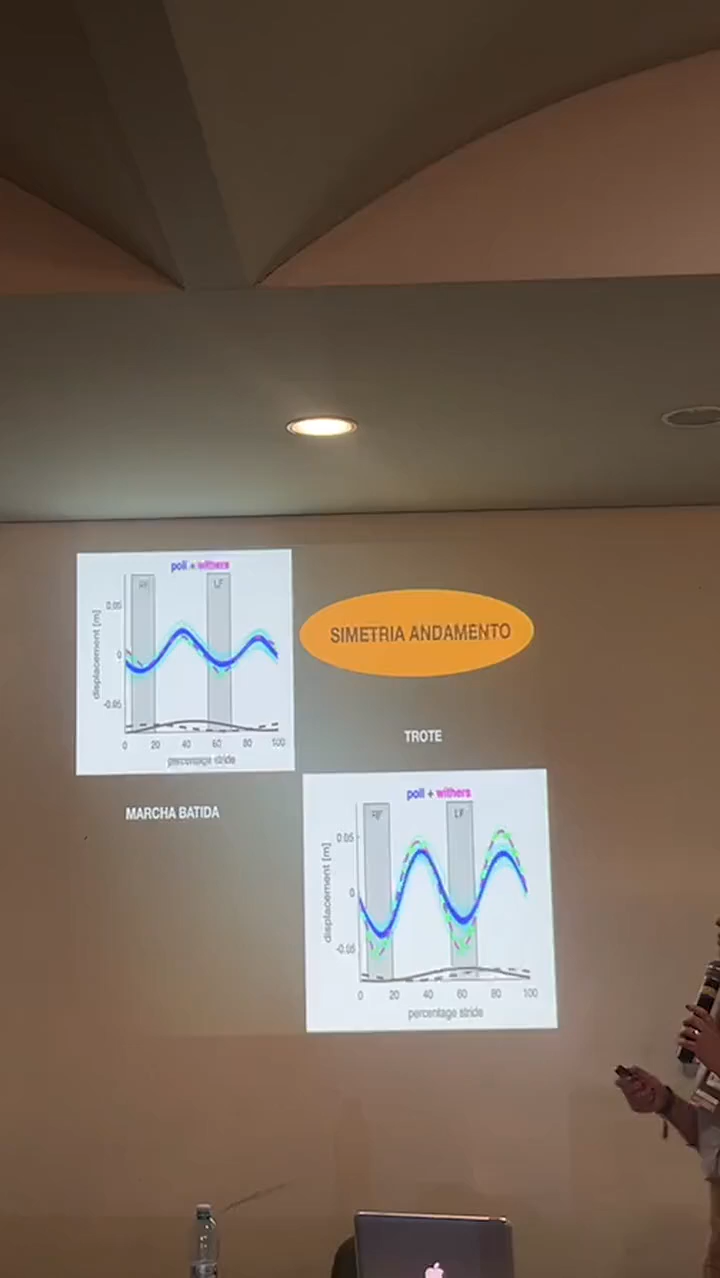 poll + withers
RF
LF
0.05
0
-0.05
displacement [m]
0 20 40 60 80 100
percentage stride
MARCHA BATIDA
SIMETRIA ANDAMENTO
TROTE
poll + withers
RF
LF
0.05
0
-0.05
displacement [m]
0 20 40 60 80 100
percentage stride